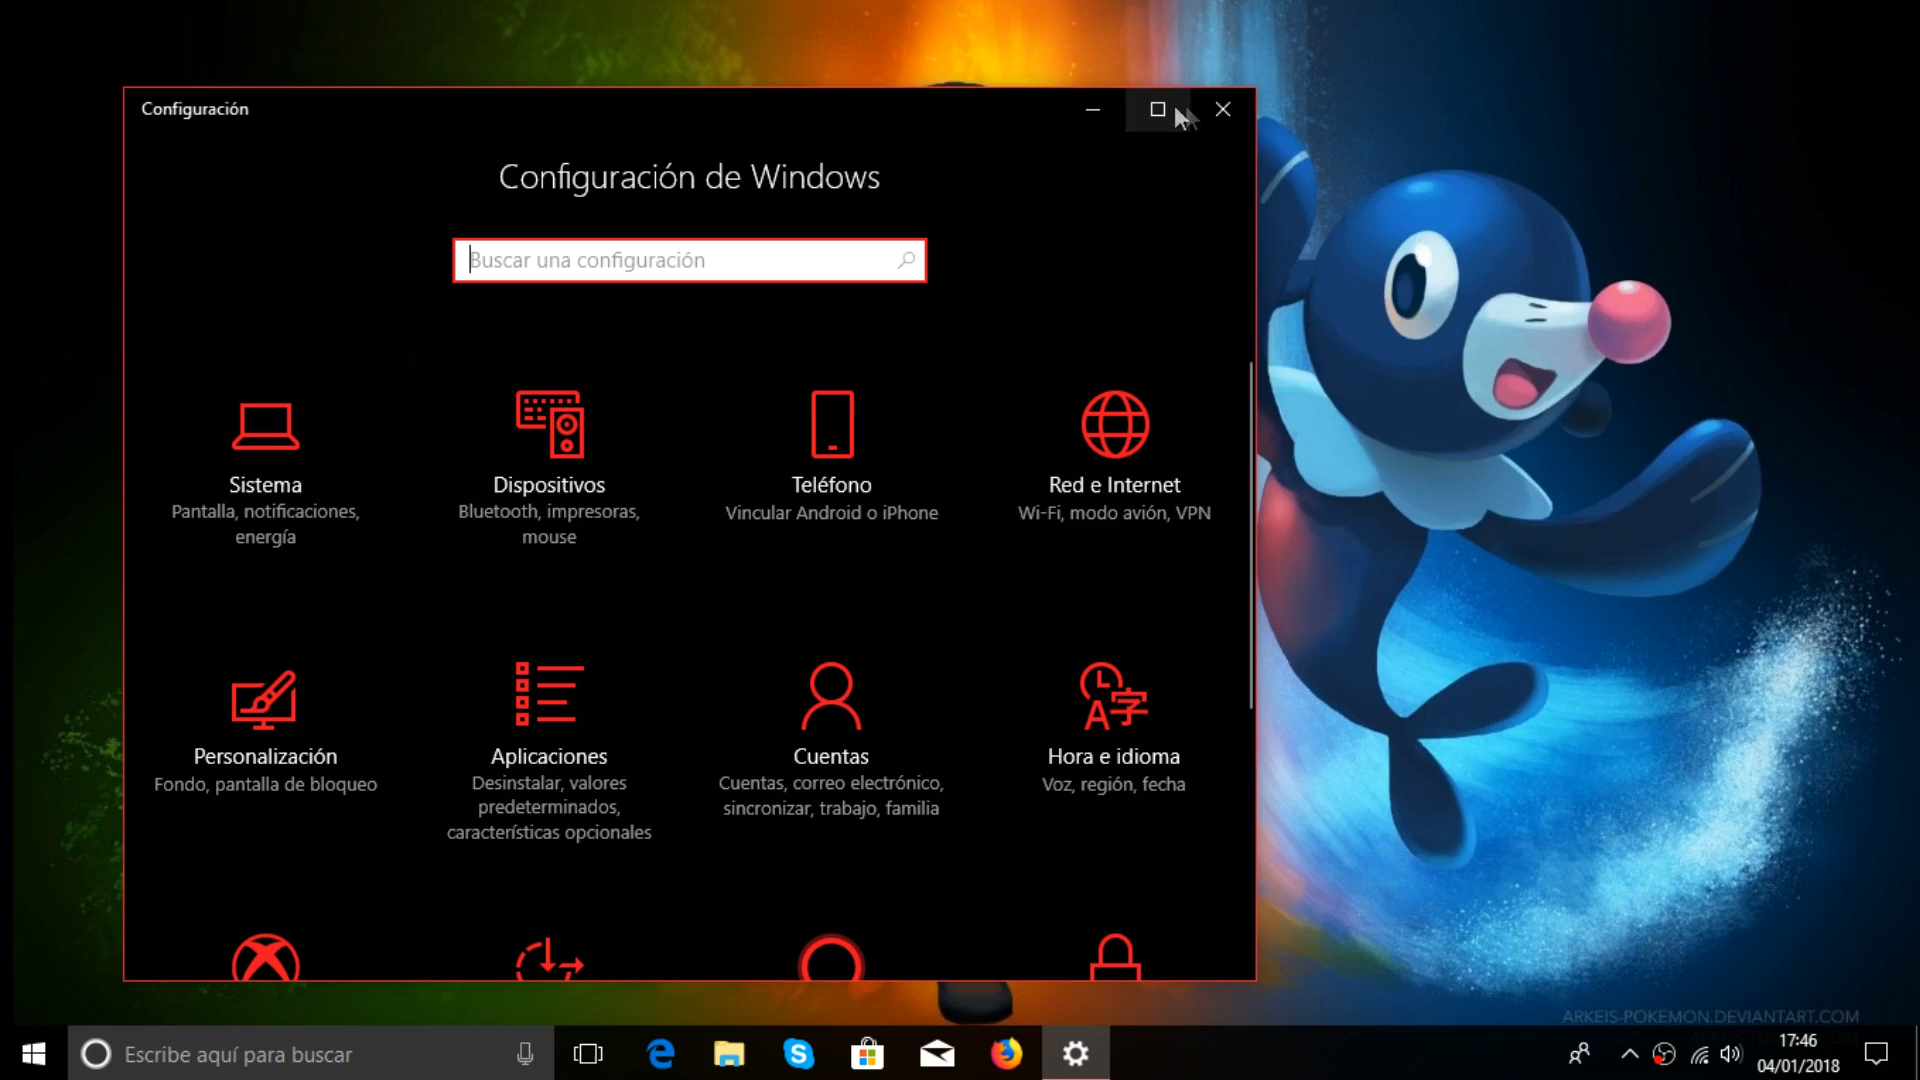 Configuración
Configuración de Windows
Buscar una configuración
Sistema
Pantalla, notificaciones,
energía
Dispositivos
Bluetooth, impresoras,
mouse
Teléfono
Vincular Android o iPhone
Red e Internet
Wi-Fi, modo avión, VPN
Personalización
Fondo, pantalla de bloqueo
Aplicaciones
Desinstalar, valores
predeterminados,
características opcionales
Cuentas
Cuentas, correo electrónico,
sincronizar, trabajo, familia
Hora e idioma
Voz, región, fecha
ARKEIS-POKEMON.DEVIANTART.COM
Escribe aquí para buscar
17:46
04/01/2018